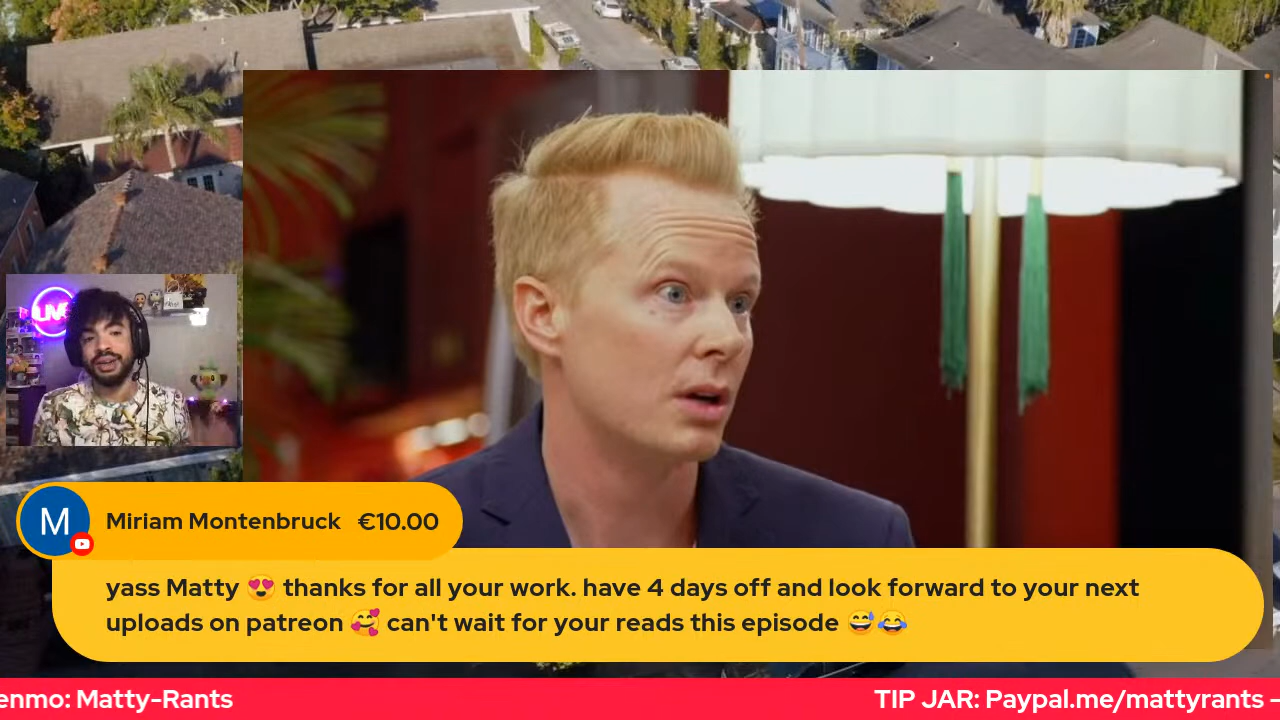 LIVE
M
Miriam Montenbruck €10.00
yass Matty 😍 thanks for all your work. have 4 days off and look forward to your next
uploads on patreon 🥰 can't wait for your reads this episode 😅😂
enmo: Matty-Rants TIP JAR: Paypal.me/mattyrants -